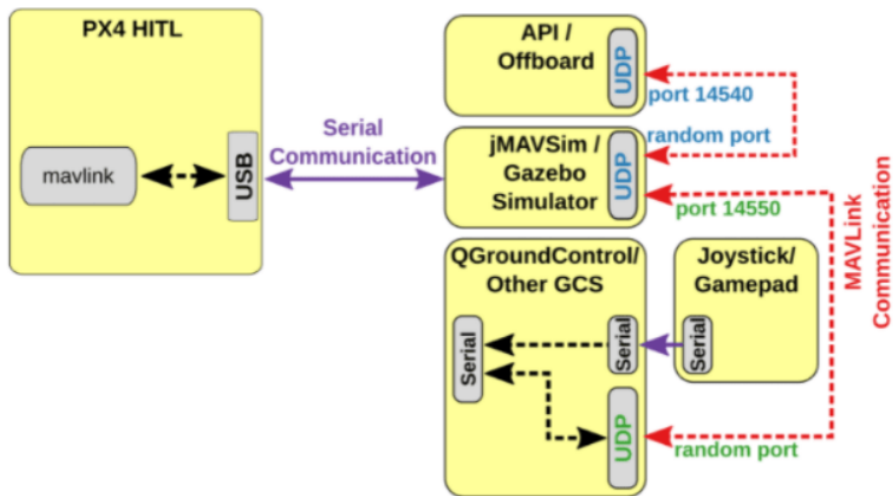 PX4 HITL
mavlink
USB
Serial
Communication
API /
Offboard
UDP
port 14540
random port
jMAVSim /
Gazebo
Simulator
UDP
port 14550
QGroundControl/
Other GCS
Serial
Serial
UDP
Joystick/
Gamepad
Serial
random port
MAVLink
Communication